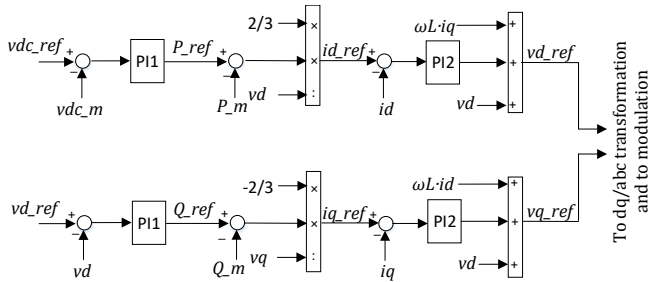 2/3
vdc_ref + − PI1 P_ref + − × × : id_ref + − PI2 + + + vd_ref
vdc_m
P_m
vd
id
ωL·iq
vd
-2/3
vd_ref + − PI1 Q_ref + − × × : iq_ref + − PI2 + + + vq_ref
vd
Q_m
vq
iq
ωL·id
vd
To dq/abc transformation
and to modulation